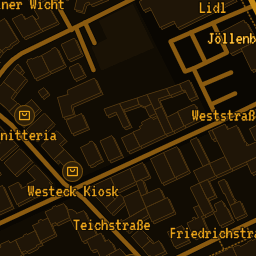 ner Wicht
Lidl
Jöllenb
Weststraß
nitteria
Westeck Kiosk
Teichstraße
Friedrichstra